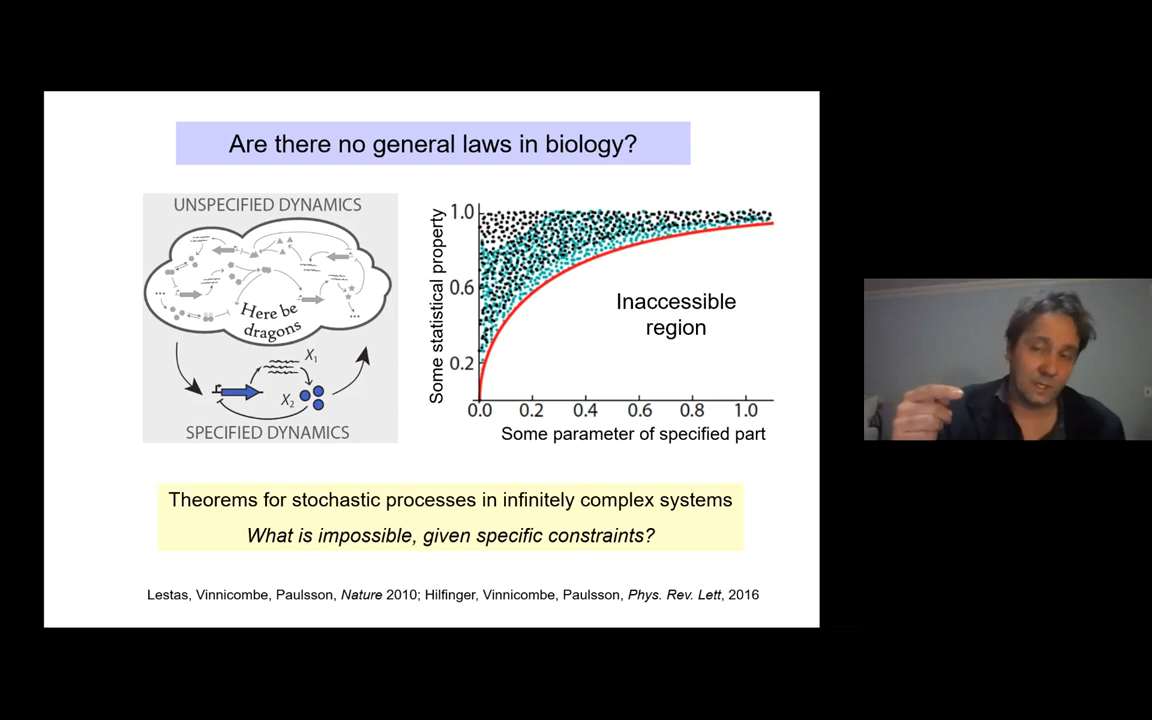 Are there no general laws in biology?
UNSPECIFIED DYNAMICS
Here be
dragons
X1
X2
SPECIFIED DYNAMICS
Some statistical property
1.0
0.6
0.2
0.0 0.2 0.4 0.6 0.8 1.0
Inaccessible
region
Some parameter of specified part
Theorems for stochastic processes in infinitely complex systems
What is impossible, given specific constraints?
Lestas, Vinnicombe, Paulsson, Nature 2010; Hilfinger, Vinnicombe, Paulsson, Phys. Rev. Lett, 2016